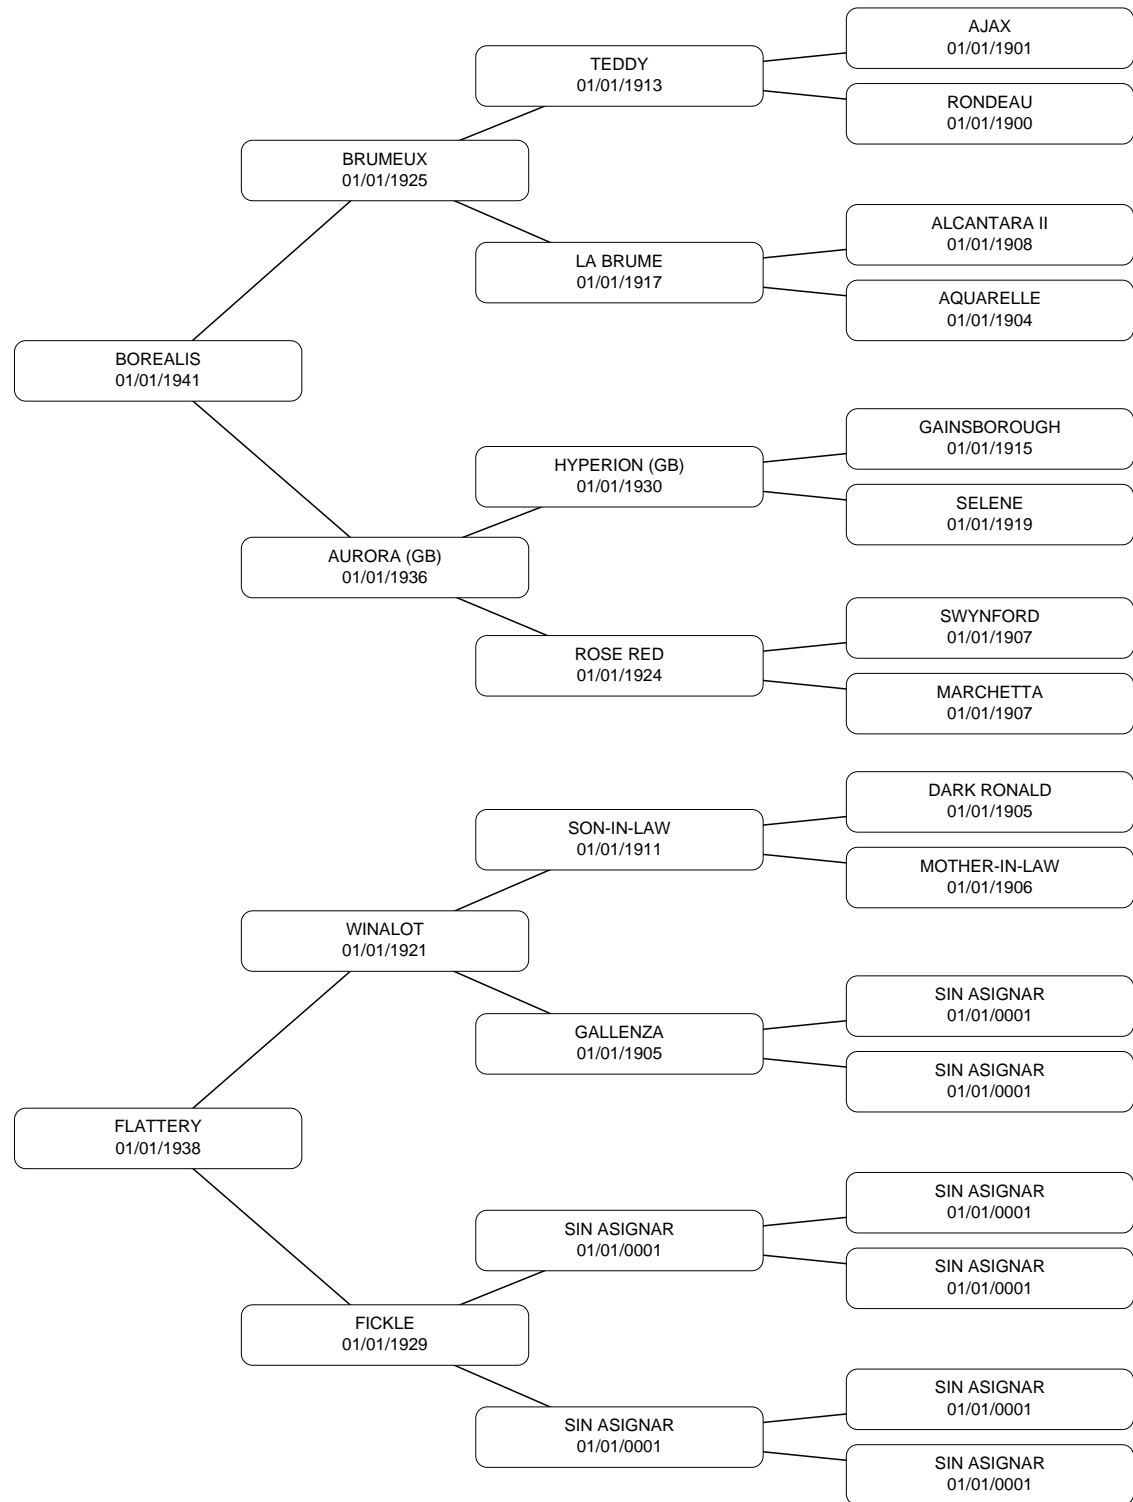 AJAX
01/01/1901
TEDDY
01/01/1913
RONDEAU
01/01/1900
BRUMEUX
01/01/1925
ALCANTARA II
01/01/1908
LA BRUME
01/01/1917
AQUARELLE
01/01/1904
BOREALIS
01/01/1941
GAINSBOROUGH
01/01/1915
HYPERION (GB)
01/01/1930
SELENE
01/01/1919
AURORA (GB)
01/01/1936
SWYNFORD
01/01/1907
ROSE RED
01/01/1924
MARCHETTA
01/01/1907
DARK RONALD
01/01/1905
SON-IN-LAW
01/01/1911
MOTHER-IN-LAW
01/01/1906
WINALOT
01/01/1921
SIN ASIGNAR
01/01/0001
GALLENZA
01/01/1905
SIN ASIGNAR
01/01/0001
FLATTERY
01/01/1938
SIN ASIGNAR
01/01/0001
SIN ASIGNAR
01/01/0001
SIN ASIGNAR
01/01/0001
FICKLE
01/01/1929
SIN ASIGNAR
01/01/0001
SIN ASIGNAR
01/01/0001
SIN ASIGNAR
01/01/0001